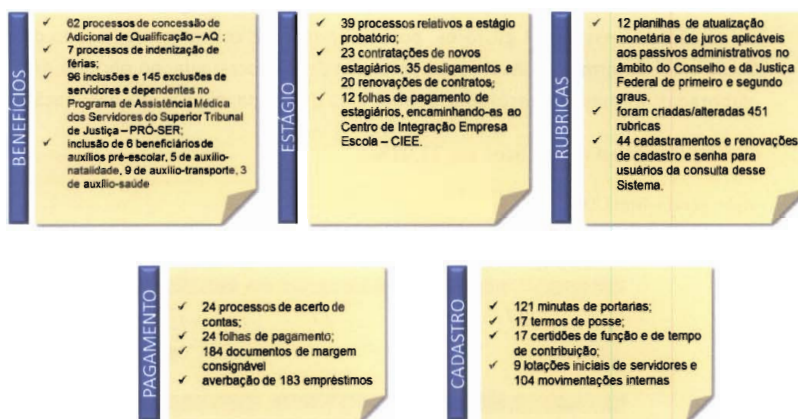 BENEFÍCIOS
✓ 62 processos de concessão de
Adicional de Qualificação – AQ ;
✓ 7 processos de indenização de
férias;
✓ 96 inclusões e 145 exclusões de
servidores e dependentes no
Programa de Assistência Médica
dos Servidores do Superior Tribunal
de Justiça – PRÓ-SER;
✓ inclusão de 6 beneficiários de
auxílios pré-escolar, 5 de auxílio-
natalidade, 9 de auxílio-transporte, 3
de auxílio-saúde
ESTÁGIO
✓ 39 processos relativos a estágio
probatório;
✓ 23 contratações de novos
estagiários, 35 desligamentos e
20 renovações de contratos;
✓ 12 folhas de pagamento de
estagiários, encaminhando-as ao
Centro de Integração Empresa
Escola – CIEE.
RUBRICAS
✓ 12 planilhas de atualização
monetária e de juros aplicáveis
aos passivos administrativos no
âmbito do Conselho e da Justiça
Federal de primeiro e segundo
graus.
✓ foram criadas/alteradas 451
rubricas
✓ 44 cadastramentos e renovações
de cadastro e senha para
usuários da consulta desse
Sistema.
PAGAMENTO
✓ 24 processos de acerto de
contas;
✓ 24 folhas de pagamento;
✓ 184 documentos de margem
consignável
✓ averbação de 183 empréstimos
CADASTRO
✓ 121 minutas de portarias;
✓ 17 termos de posse;
✓ 17 certidões de função e de tempo
de contribuição;
✓ 9 lotações iniciais de servidores e
104 movimentações internas